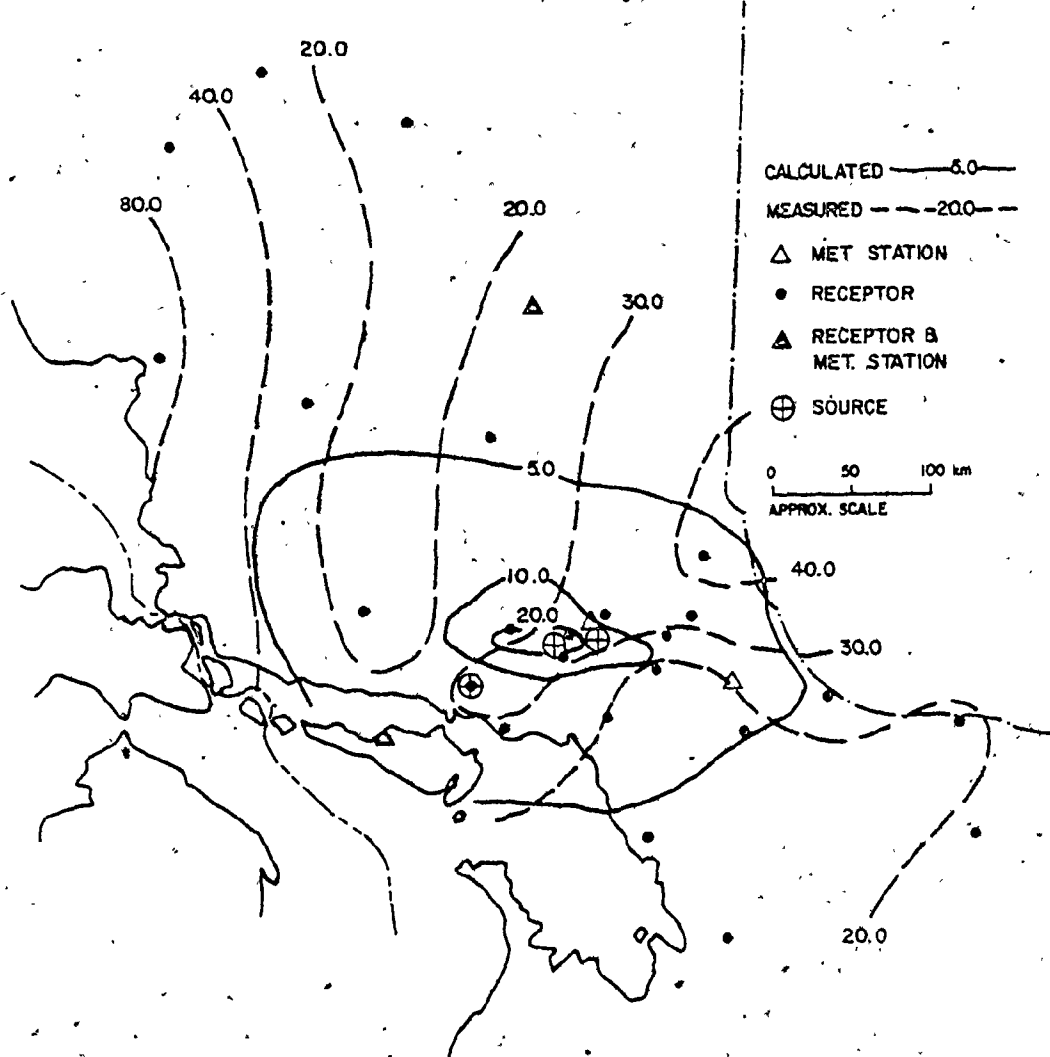 20.0
40.0
80.0
20.0
30.0
CALCULATED 5.0
MEASURED 20.0
MET STATION
RECEPTOR
RECEPTOR &
MET. STATION
SOURCE
0 50 100 km
APPROX. SCALE
5.0
10.0
40.0
20.0
30.0
20.0